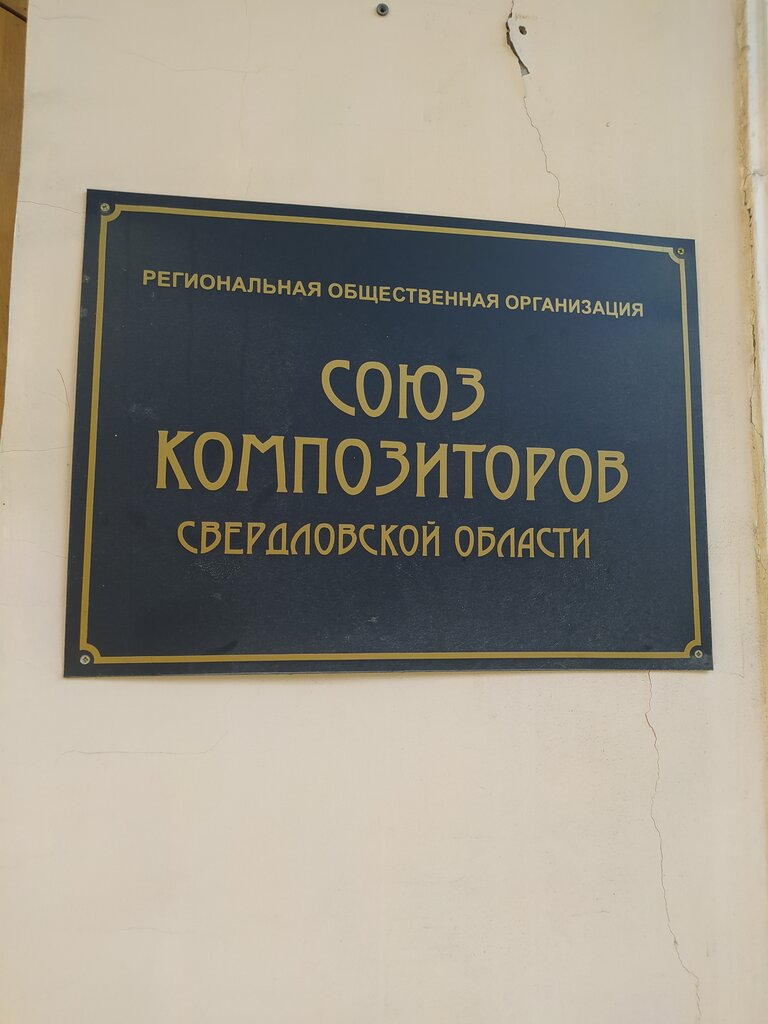 РЕГИОНАЛЬНАЯ ОБЩЕСТВЕННАЯ ОРГАНИЗАЦИЯ
СОЮЗ
КОМПОЗИТОРОВ
СВЕРДЛОВСКОЙ ОБЛАСТИ